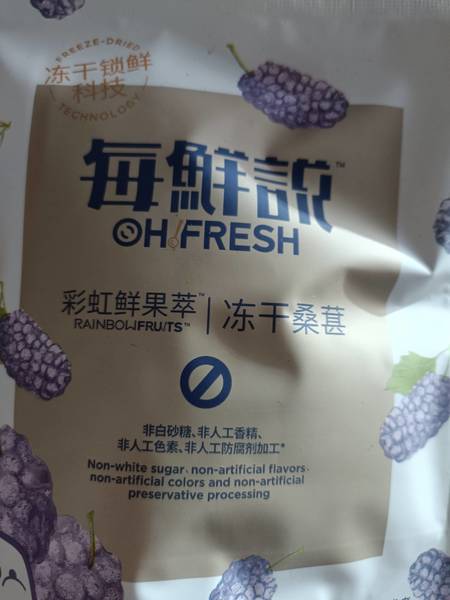 FREEZE-DRIED
冻干锁鲜
科技
TECHNOLOGY
每鮮說™
OH!FRESH
彩虹鲜果萃™ | 冻干桑葚
RAINBOWFRUITS™
非白砂糖、非人工香精、
非人工色素、非人工防腐剂加工*
Non-white sugar、non-artificial flavors、
non-artificial colors and non-artificial
preservative processing